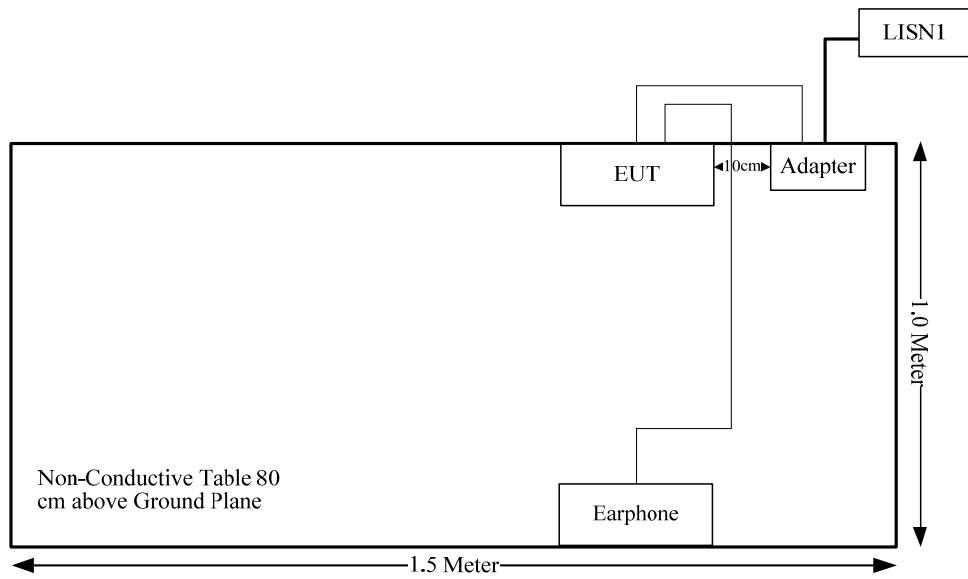 LISN1
EUT
10cm
Adapter
1.0 Meter
Non-Conductive Table 80
cm above Ground Plane
Earphone
1.5 Meter